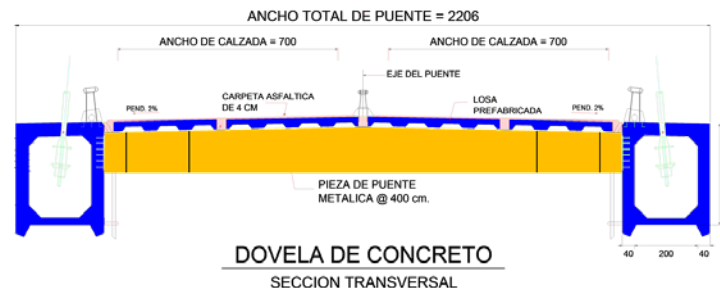 ANCHO TOTAL DE PUENTE = 2206
ANCHO DE CALZADA = 700
ANCHO DE CALZADA = 700
EJE DEL PUENTE
CARPETA ASFALTICA
DE 4 CM
LOSA
PREFABRICADA
PEND. 2%
PEND. 2%
PIEZA DE PUENTE
METALICA @ 400 cm.
40
200
40
DOVELA DE CONCRETO
SECCION TRANSVERSAL